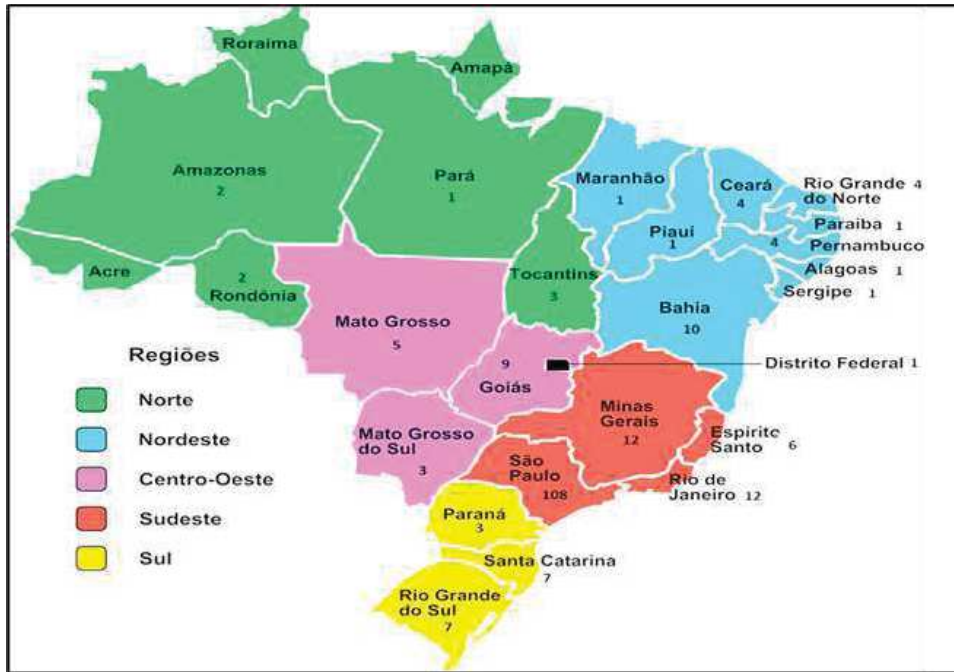 Roraima
Amapà
Amazonas
2
Pará
1
Maranhão
1
Ceará
4
Rio Grande 4
do Norte
Piauí
1
Paraiba 1
4
Pernambuco
Alagoas 1
Sergipe 1
Acre
2
Rondônia
Tocantins
3
Bahia
10
Mato Grosso
5
9
Goiás
Distrito Federal 1
Regiões
Norte
Nordeste
Centro-Oeste
Sudeste
Sul
Mato Grosso
do Sul
3
Minas
Gerais
12
Espirito
Santo 6
São
Paulo
108
Rio de
Janeiro 12
Paraná
3
Santa Catarina
7
Rio Grande
do Sul
7